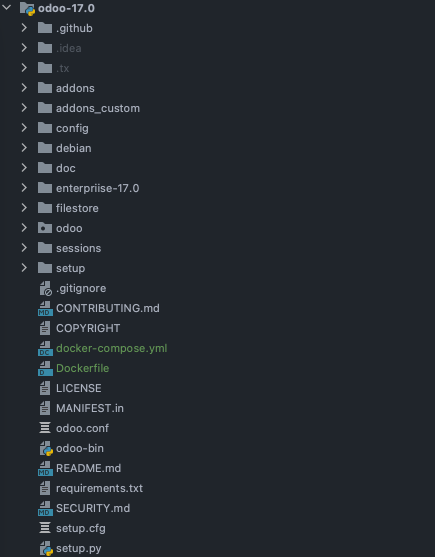 odoo-17.0
.github
.idea
.tx
addons
addons_custom
config
debian
doc
enterpriise-17.0
filestore
odoo
sessions
setup
.gitignore
CONTRIBUTING.md
COPYRIGHT
docker-compose.yml
Dockerfile
LICENSE
MANIFEST.in
odoo.conf
odoo-bin
README.md
requirements.txt
SECURITY.md
setup.cfg
setup.py